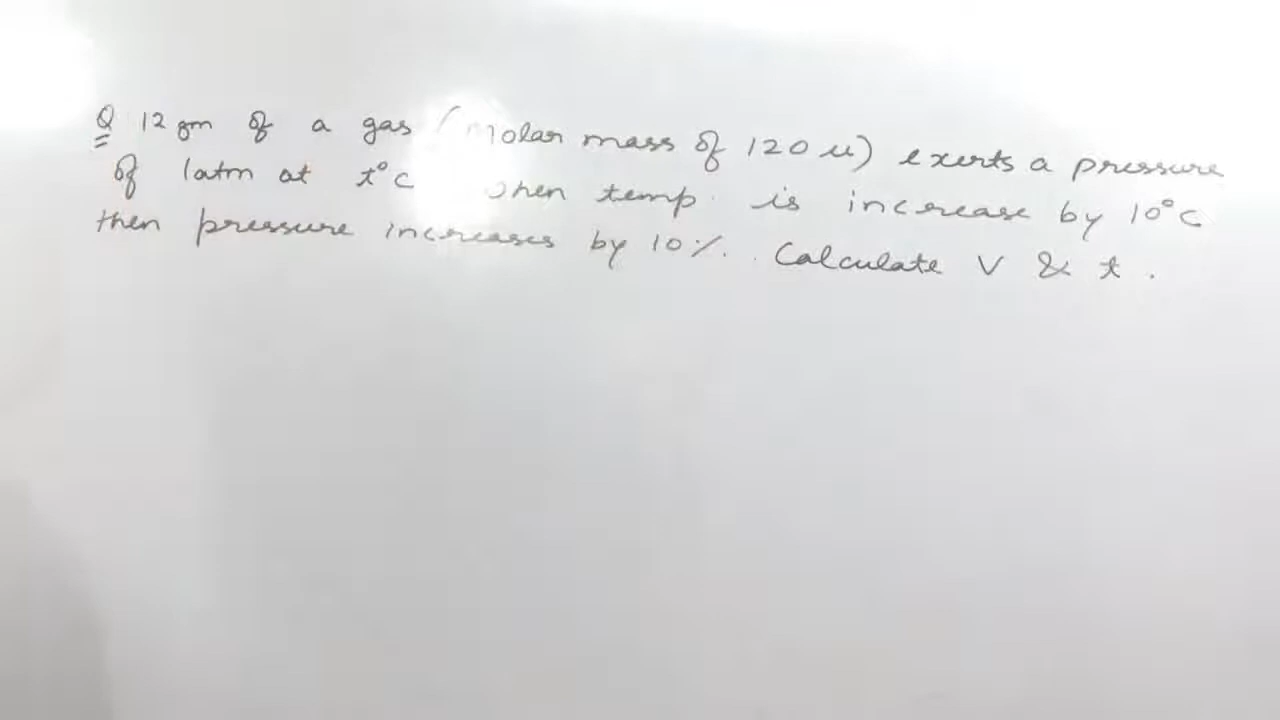 Q 12 gm of a gas (molar mass of 120 u) exerts a pressure
of 1atm at t°C when temp. is increase by 10°C
then pressure increases by 10%. Calculate V & t.